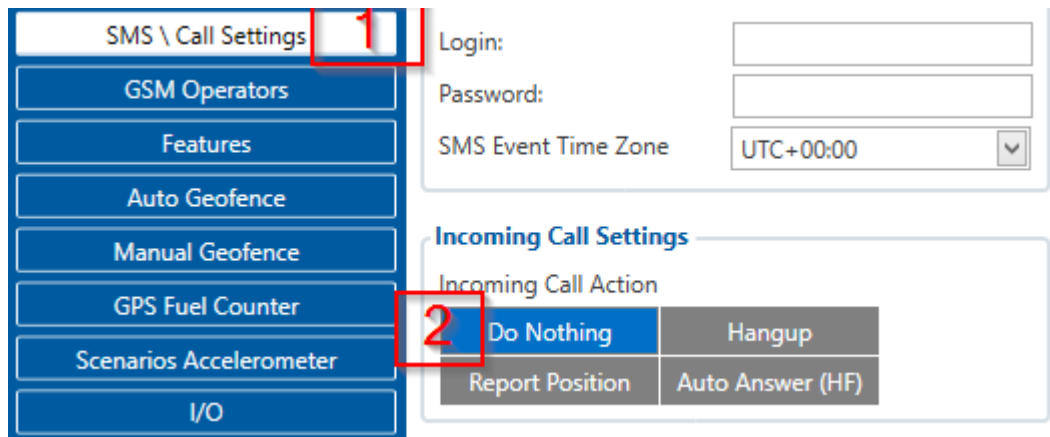 SMS \ Call Settings
1
GSM Operators
Features
Auto Geofence
Manual Geofence
GPS Fuel Counter
Scenarios Accelerometer
I/O
Login:
Password:
SMS Event Time Zone UTC+00:00
Incoming Call Settings
Incoming Call Action
2
Do Nothing Hangup
Report Position Auto Answer (HF)